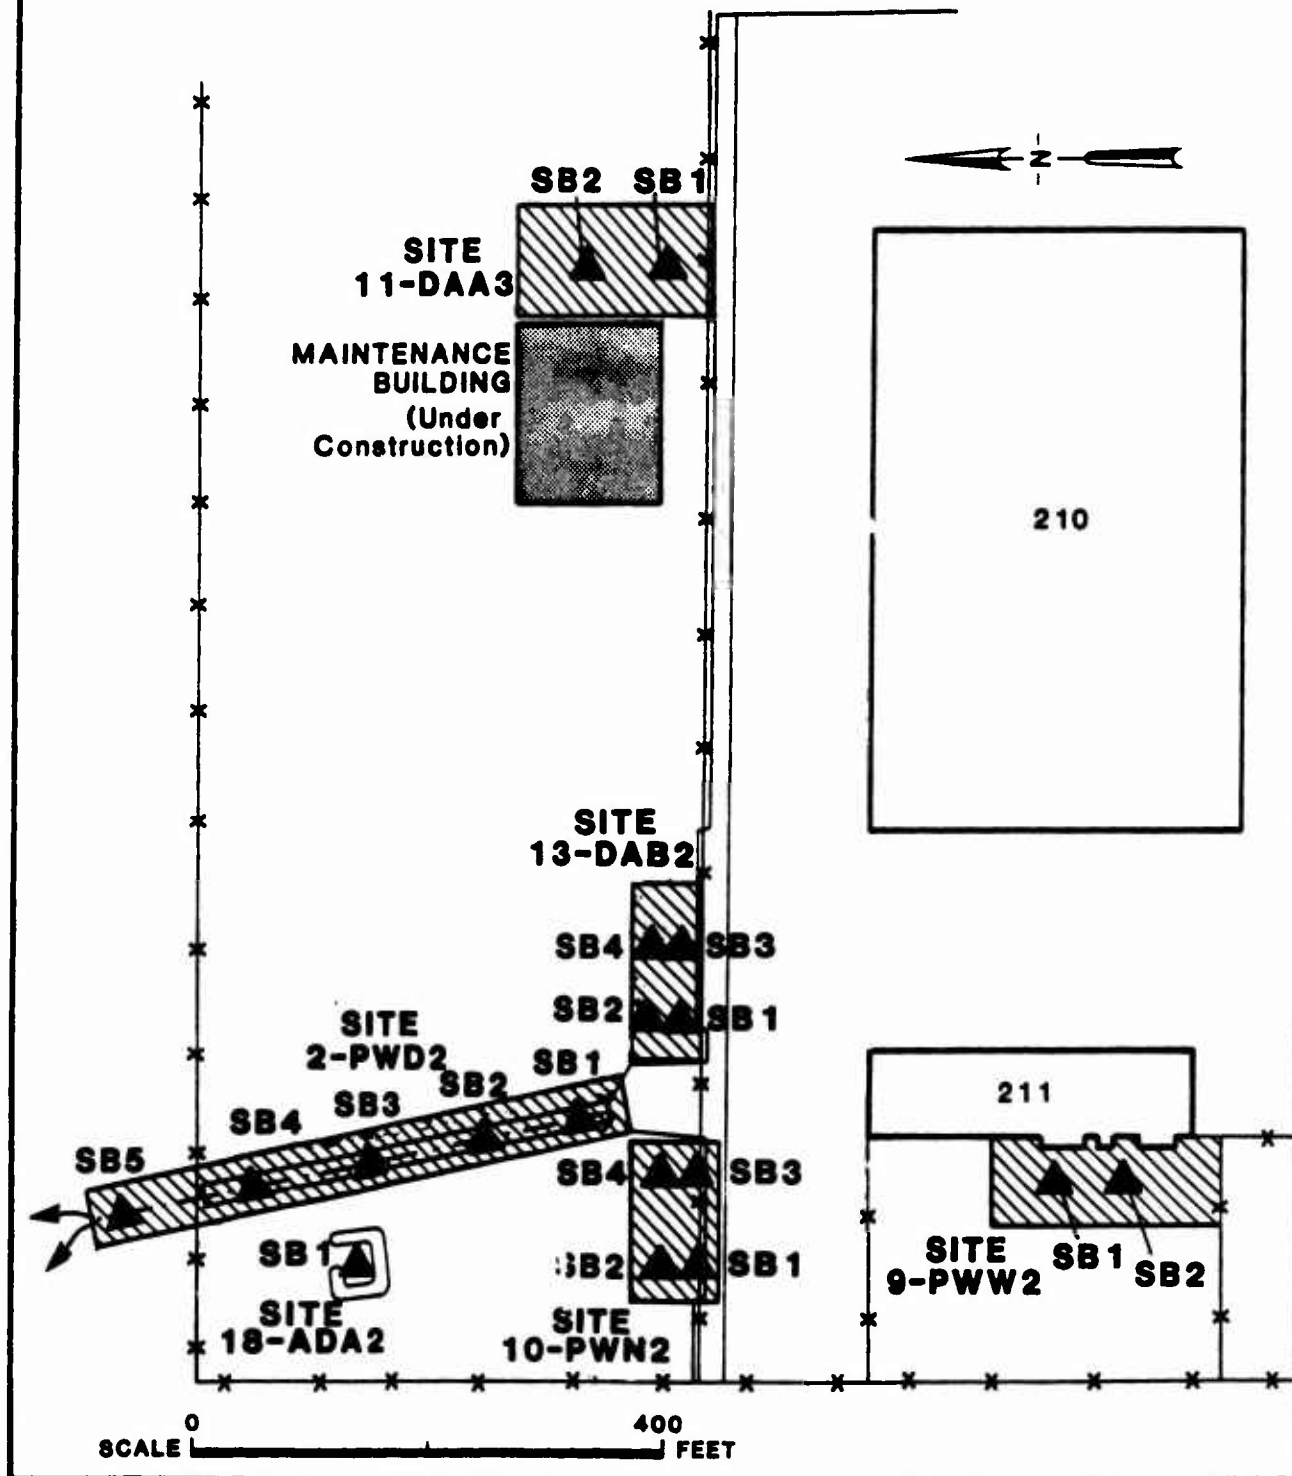 N
SB2 SB1
SITE
11-DAA3
MAINTENANCE
BUILDING
(Under
Construction)
210
SITE
13-DAB2
SB4 SB3
SB2 SB1
SITE
2-PWD2
SB1
SB2
SB3
SB4
SB5
211
SB4 SB3
SB1
SB2 SB1
SITE
18-ADA2
SITE
10-PWN2
SITE
9-PWW2
SB1
SB2
0 400
SCALE FEET